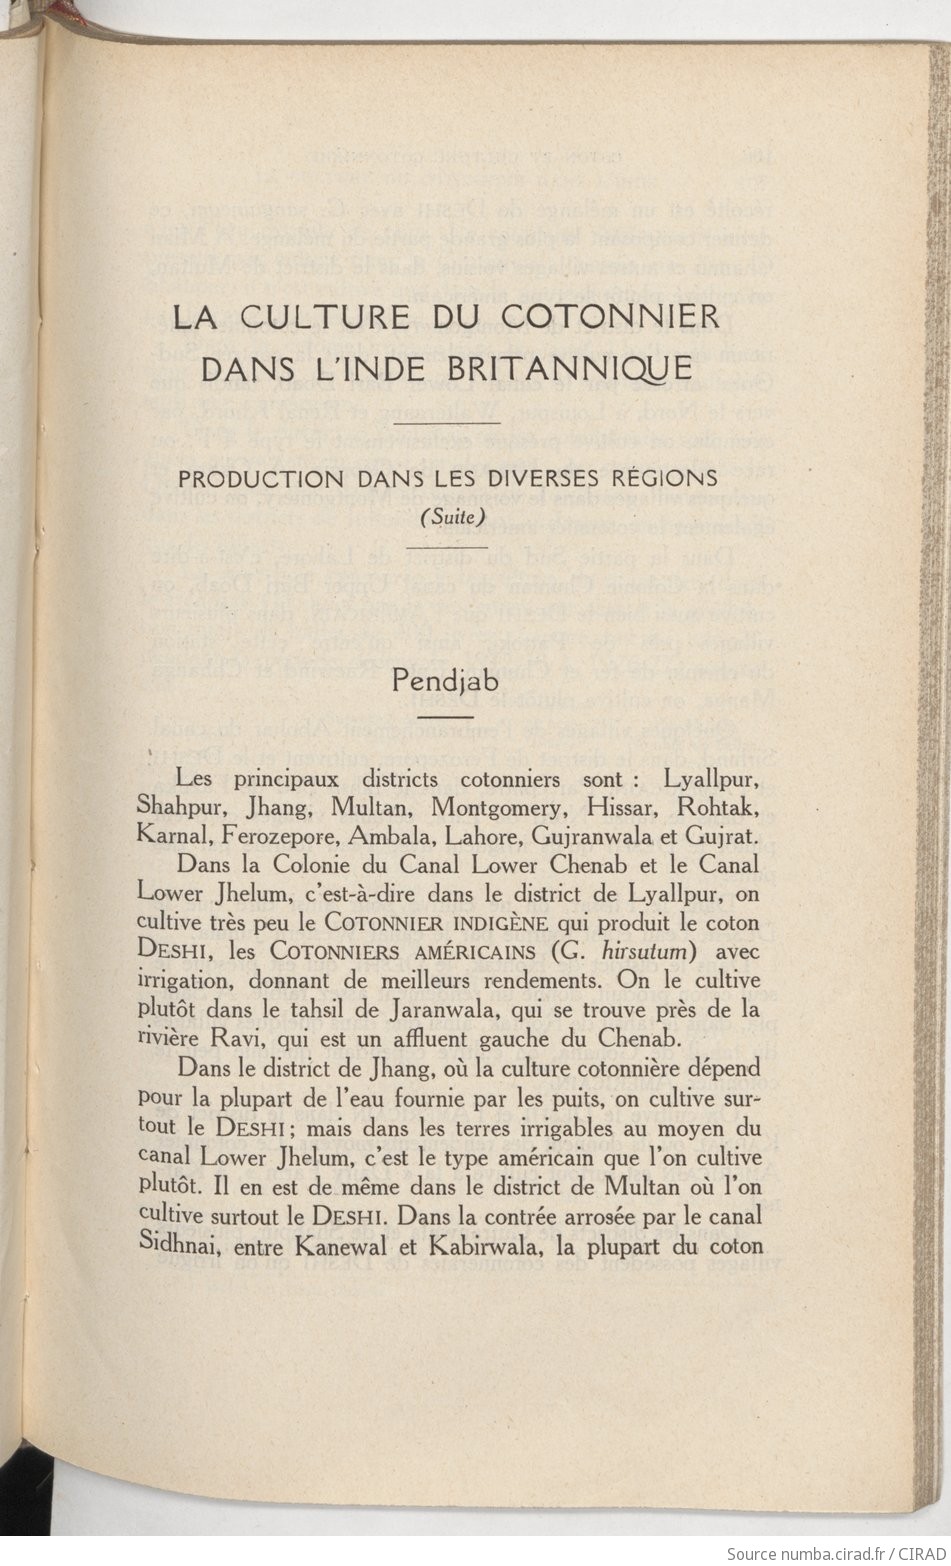 LA CULTURE DU COTONNIER
DANS L'INDE BRITANNIQUE
PRODUCTION DANS LES DIVERSES RÉGIONS
(Suite)
Pendjab
Les principaux districts cotonniers sont : Lyallpur,
Shahpur, Jhang, Multan, Montgomery, Hissar, Rohtak,
Karnal, Ferozepore, Ambala, Lahore, Gujranwala et Gujrat.
Dans la Colonie du Canal Lower Chenab et le Canal
Lower Jhelum, c'est-à-dire dans le district de Lyallpur, on
cultive très peu le COTONNIER INDIGÈNE qui produit le coton
DESHI, les COTONNIERS AMÉRICAINS (G. hirsutum) avec
irrigation, donnant de meilleurs rendements. On le cultive
plutôt dans le tahsil de Jaranwala, qui se trouve près de la
rivière Ravi, qui est un affluent gauche du Chenab.
Dans le district de Jhang, où la culture cotonnière dépend
pour la plupart de l'eau fournie par les puits, on cultive sur-
tout le DESHI ; mais dans les terres irrigables au moyen du
canal Lower Jhelum, c'est le type américain que l'on cultive
plutôt. Il en est de même dans le district de Multan où l'on
cultive surtout le DESHI. Dans la contrée arrosée par le canal
Sidhnai, entre Kanewal et Kabirwala, la plupart du coton
Source numba.cirad.fr / CIRAD